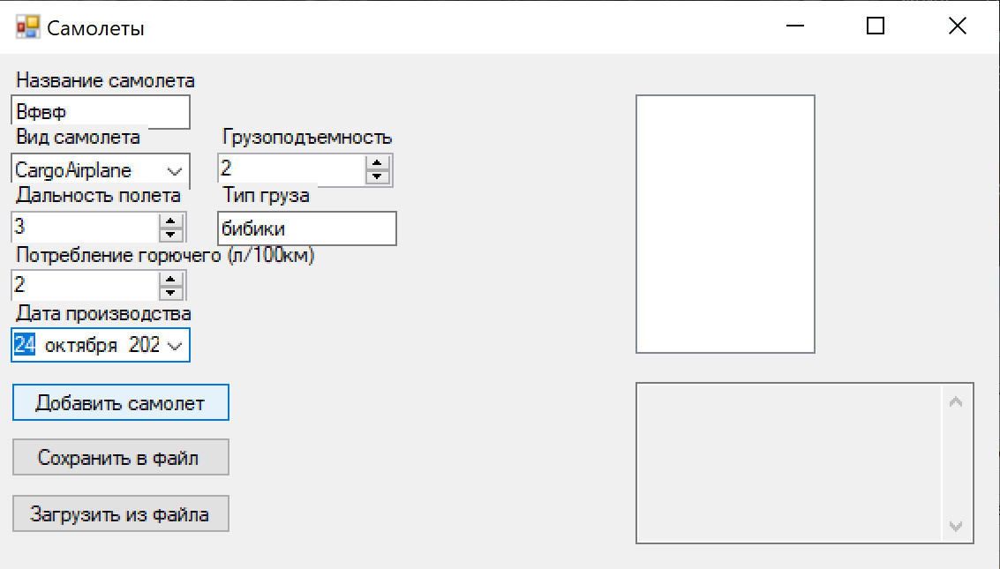 Самолеты
Название самолета
Вфвф
Вид самолета Грузоподъемность
CargoAirplane 2
Дальность полета Тип груза
3 бибики
Потребление горючего (л/100км)
2
Дата производства
24 октября 202
Добавить самолет
Сохранить в файл
Загрузить из файла